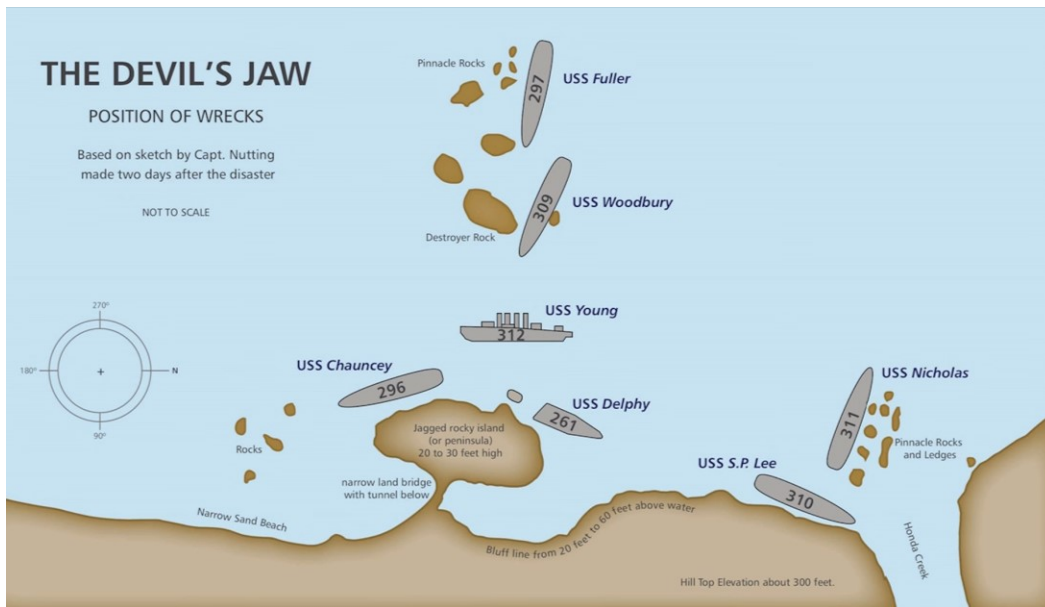 THE DEVIL'S JAW
POSITION OF WRECKS
Based on sketch by Capt. Nutting
made two days after the disaster
NOT TO SCALE
Pinnacle Rocks
297
USS Fuller
309
USS Woodbury
Destroyer Rock
USS Young
312
270°
180°
N
90°
USS Chauncey
296
USS Delphy
261
USS Nicholas
311
Rocks
Jagged rocky island
(or peninsula)
20 to 30 feet high
Pinnacle Rocks
and Ledges
USS S.P. Lee
310
narrow land bridge
with tunnel below
Narrow Sand Beach
Bluff line from 20 feet to 60 feet above water
Honda Creek
Hill Top Elevation about 300 feet.